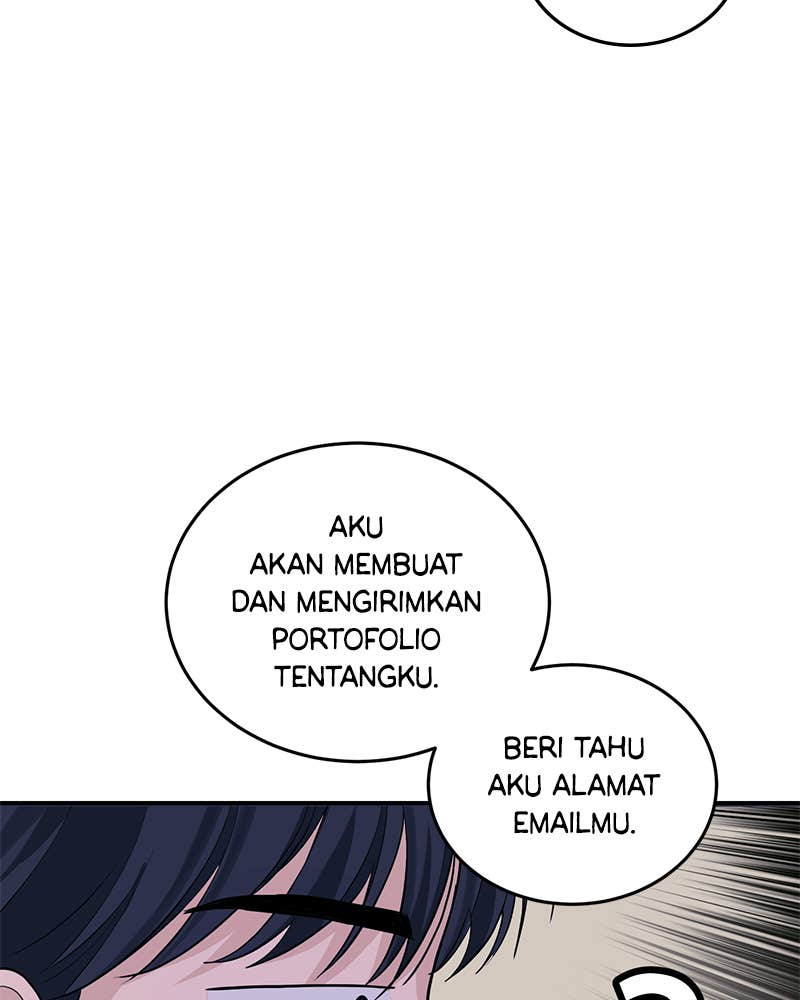 AKU
AKAN MEMBUAT
DAN MENGIRIMKAN
PORTOFOLIO
TENTANGKU.
BERI TAHU
AKU ALAMAT
EMAILMU.